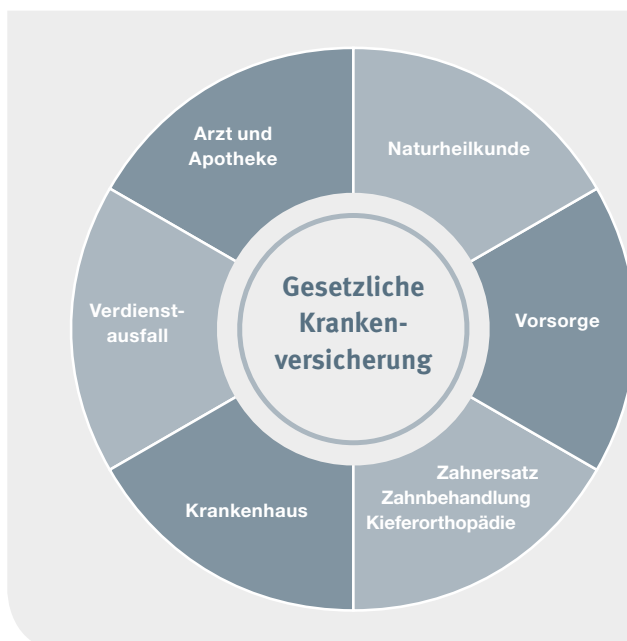 Arzt und
Apotheke
Naturheilkunde
Verdienst-
ausfall
Gesetzliche
Kranken-
versicherung
Vorsorge
Krankenhaus
Zahnersatz
Zahnbehandlung
Kieferorthopädie